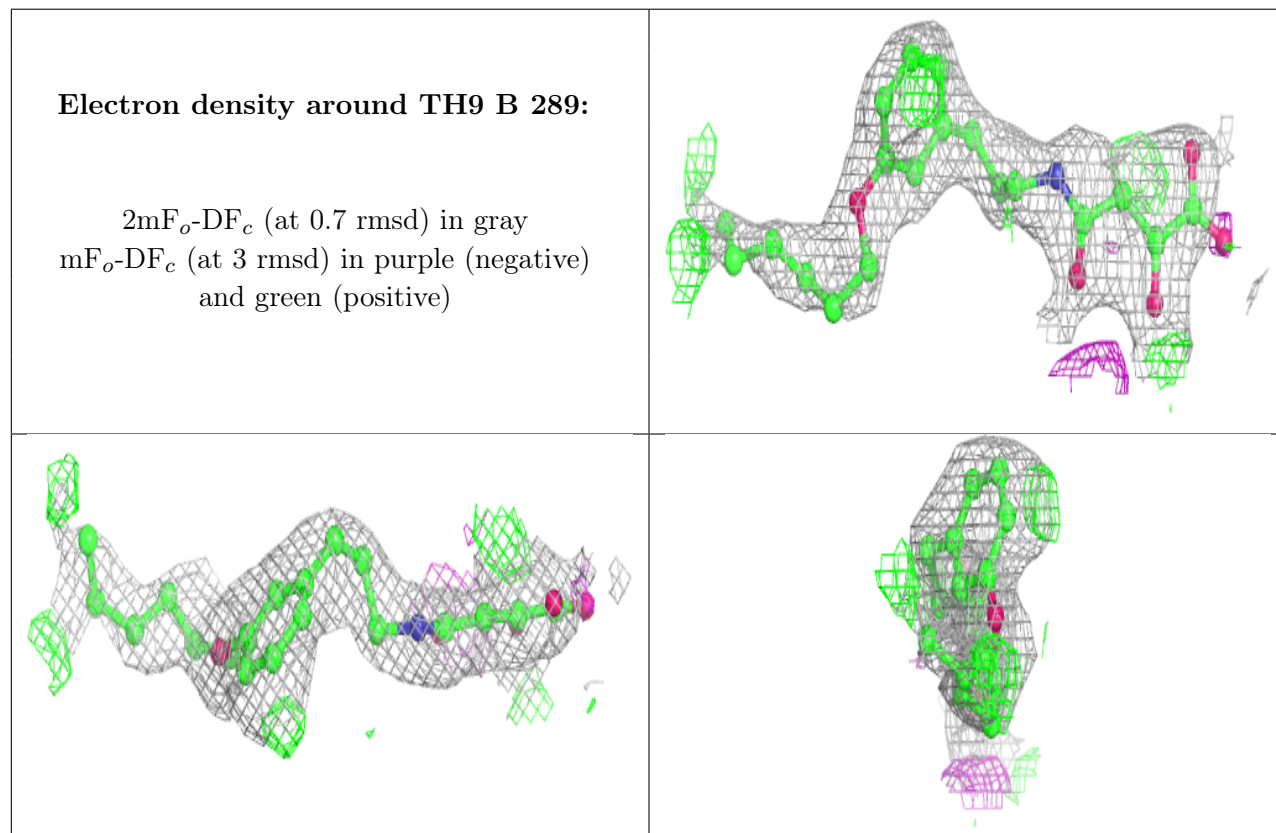 Electron density around TH9 B 289:
2mFo-DFc (at 0.7 rmsd) in gray
mFo-DFc (at 3 rmsd) in purple (negative)
and green (positive)